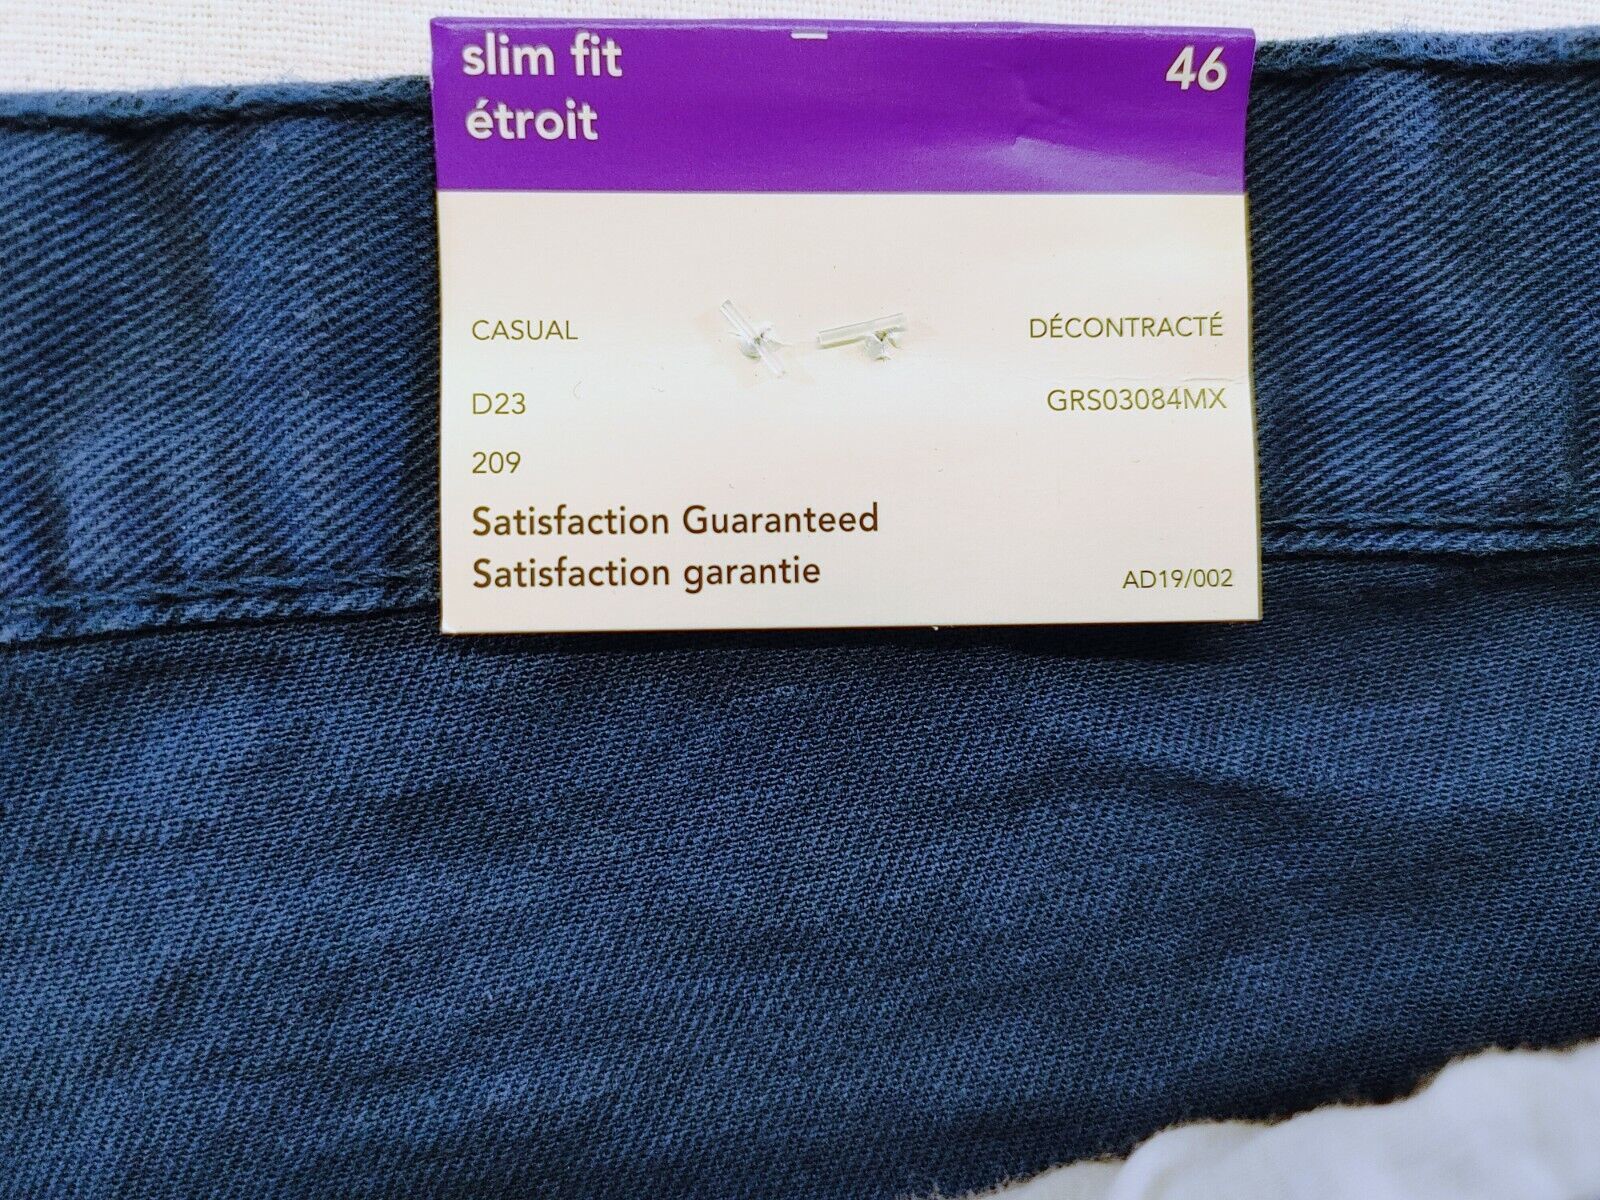 slim fit 46
étroit
CASUAL DÉCONTRACTÉ
D23 GRS03084MX
209
Satisfaction Guaranteed
Satisfaction garantie AD19/002